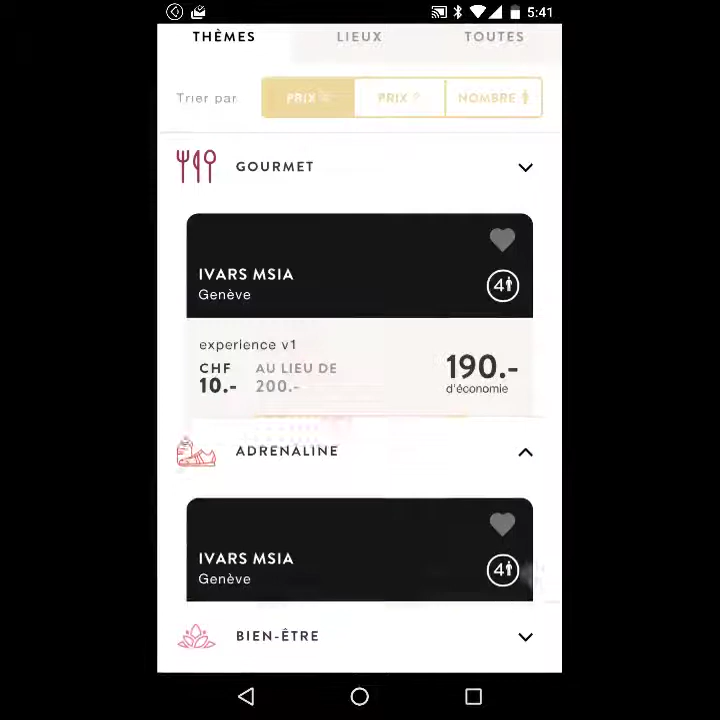 5:41
THÈMES LIEUX TOUTES
Trier par PRIX PRIX NOMBRE
GOURMET
IVARS MSIA
Genève
4
experience v1
CHF AU LIEU DE 190.-
10.- 200.- d'économie
ADRENALINE
IVARS MSIA
Genève
4
BIEN-ÊTRE